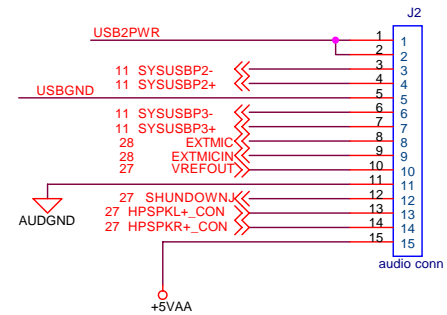 J2
USB2PWR 1 1
2 2
11 SYSUSBP2- 3 3
11 SYSUSBP2+ 4 4
USBGND 5 5
11 SYSUSBP3- 6 6
11 SYSUSBP3+ 7 7
28 EXTMIC 8 8
28 EXTMICIN 9 9
27 VREFOUT 10 10
11 11
27 SHUNDOWNJ 12 12
27 HPSPKL+_CON 13 13
AUDGND
27 HPSPKR+_CON 14 14
15 15
audio conn
+5VAA